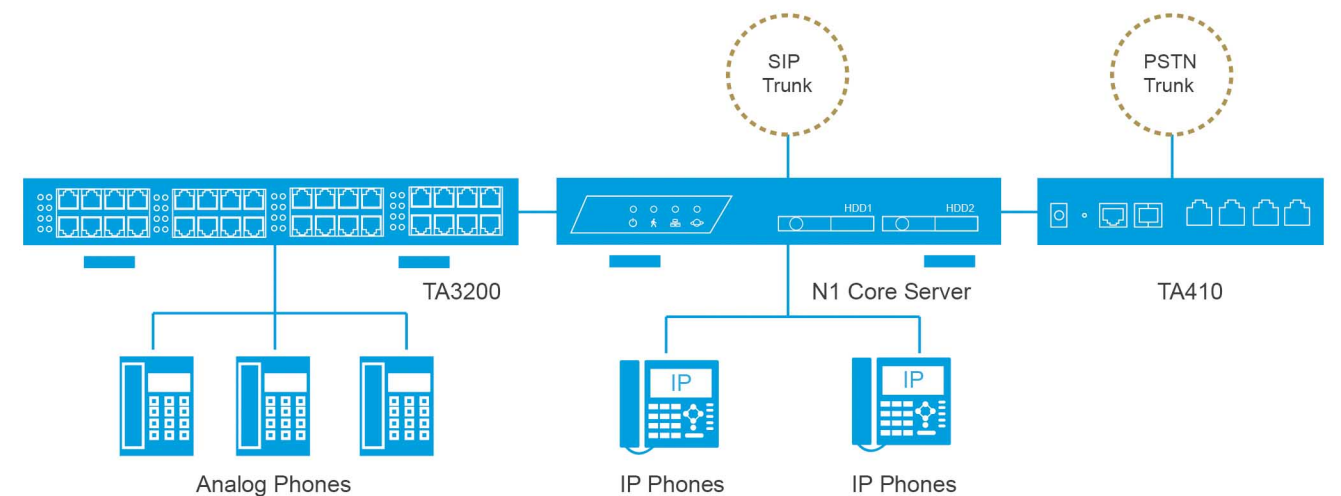 SIP
Trunk
PSTN
Trunk
HDD1
HDD2
TA3200
N1 Core Server
TA410
IP
IP
Analog Phones
IP Phones
IP Phones